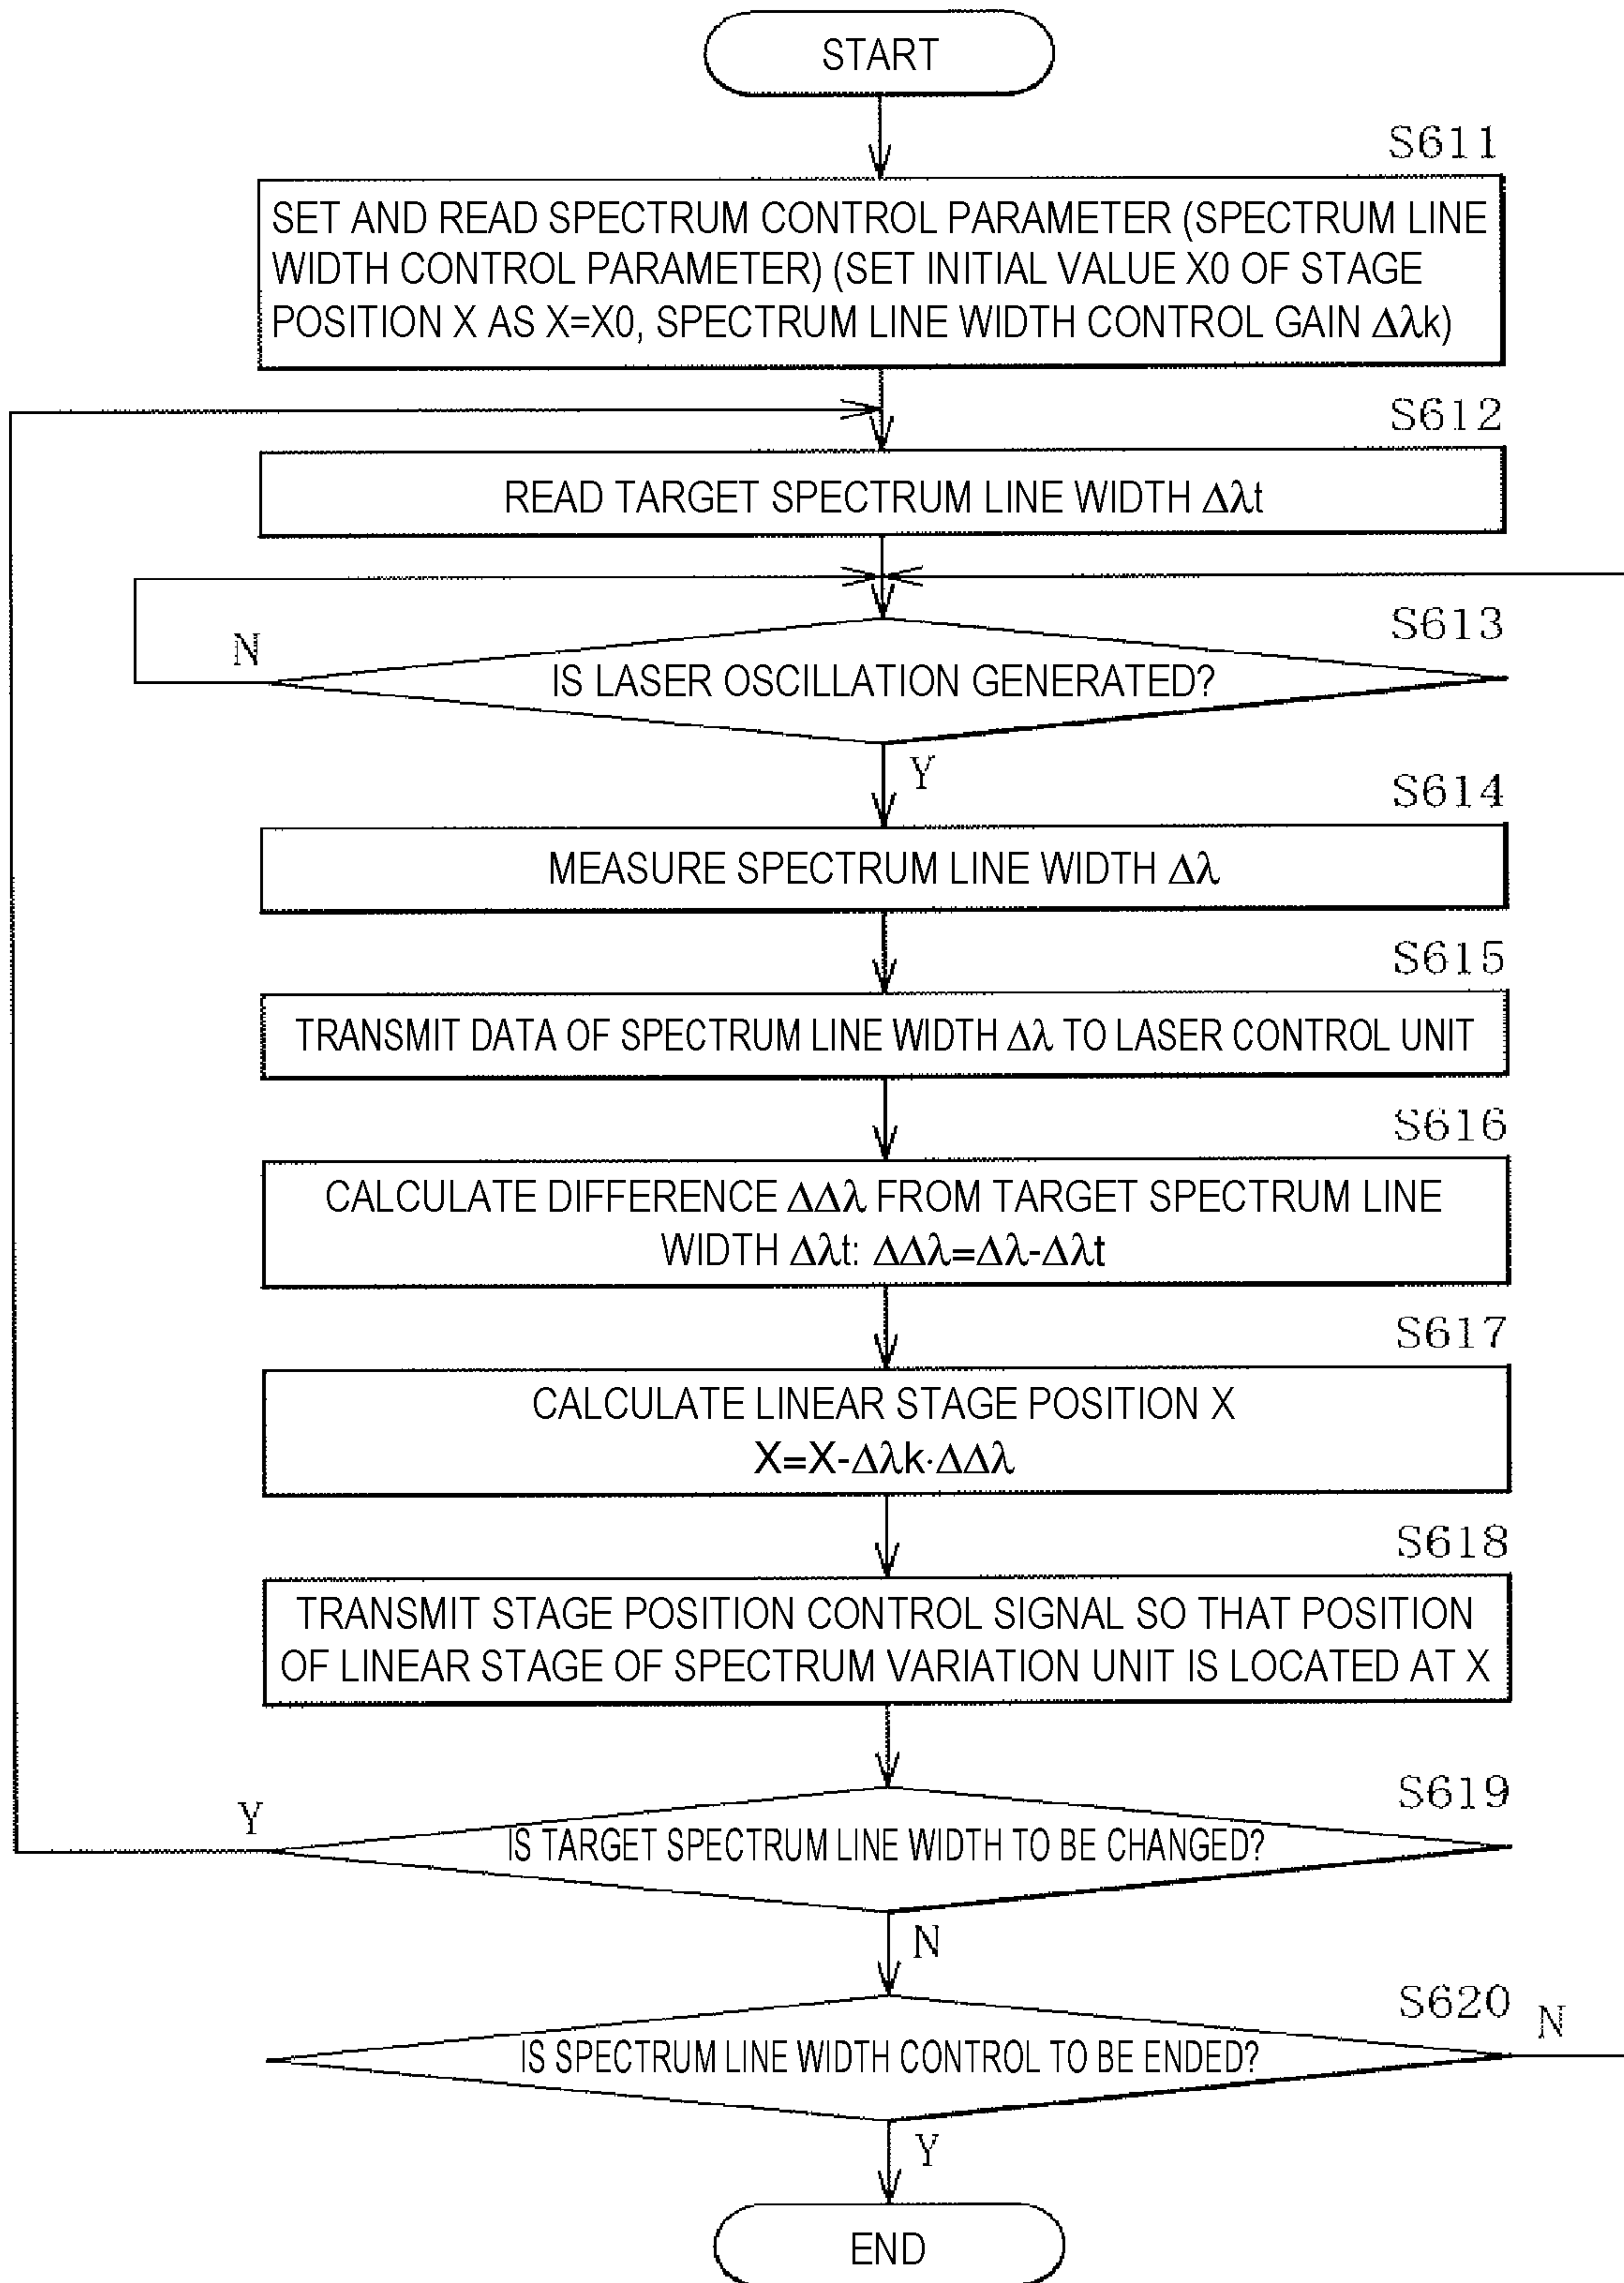 START
S611
SET AND READ SPECTRUM CONTROL PARAMETER (SPECTRUM LINE
WIDTH CONTROL PARAMETER) (SET INITIAL VALUE X0 OF STAGE
POSITION X AS X=X0, SPECTRUM LINE WIDTH CONTROL GAIN Δλk)
S612
READ TARGET SPECTRUM LINE WIDTH Δλt
S613
N
IS LASER OSCILLATION GENERATED?
Y
S614
MEASURE SPECTRUM LINE WIDTH Δλ
S615
TRANSMIT DATA OF SPECTRUM LINE WIDTH Δλ TO LASER CONTROL UNIT
S616
CALCULATE DIFFERENCE ΔΔλ FROM TARGET SPECTRUM LINE
WIDTH Δλt: ΔΔλ=Δλ-Δλt
S617
CALCULATE LINEAR STAGE POSITION X
X=X-Δλk·ΔΔλ
S618
TRANSMIT STAGE POSITION CONTROL SIGNAL SO THAT POSITION
OF LINEAR STAGE OF SPECTRUM VARIATION UNIT IS LOCATED AT X
S619
Y
IS TARGET SPECTRUM LINE WIDTH TO BE CHANGED?
N
S620
N
IS SPECTRUM LINE WIDTH CONTROL TO BE ENDED?
Y
END